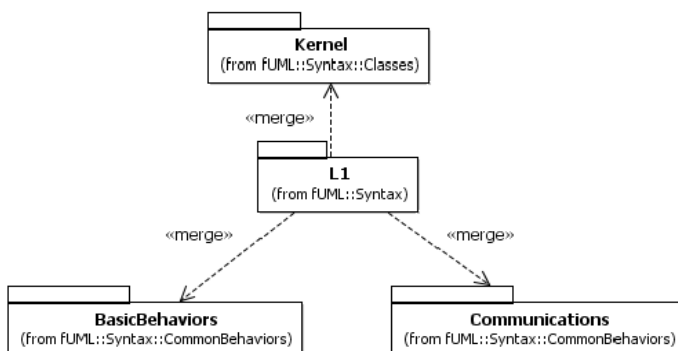 Kernel
(from fUML::Syntax::Classes)
«merge»
L1
(from fUML::Syntax)
«merge»
«merge»
BasicBehaviors
(from fUML::Syntax::CommonBehaviors)
Communications
(from fUML::Syntax::CommonBehaviors)